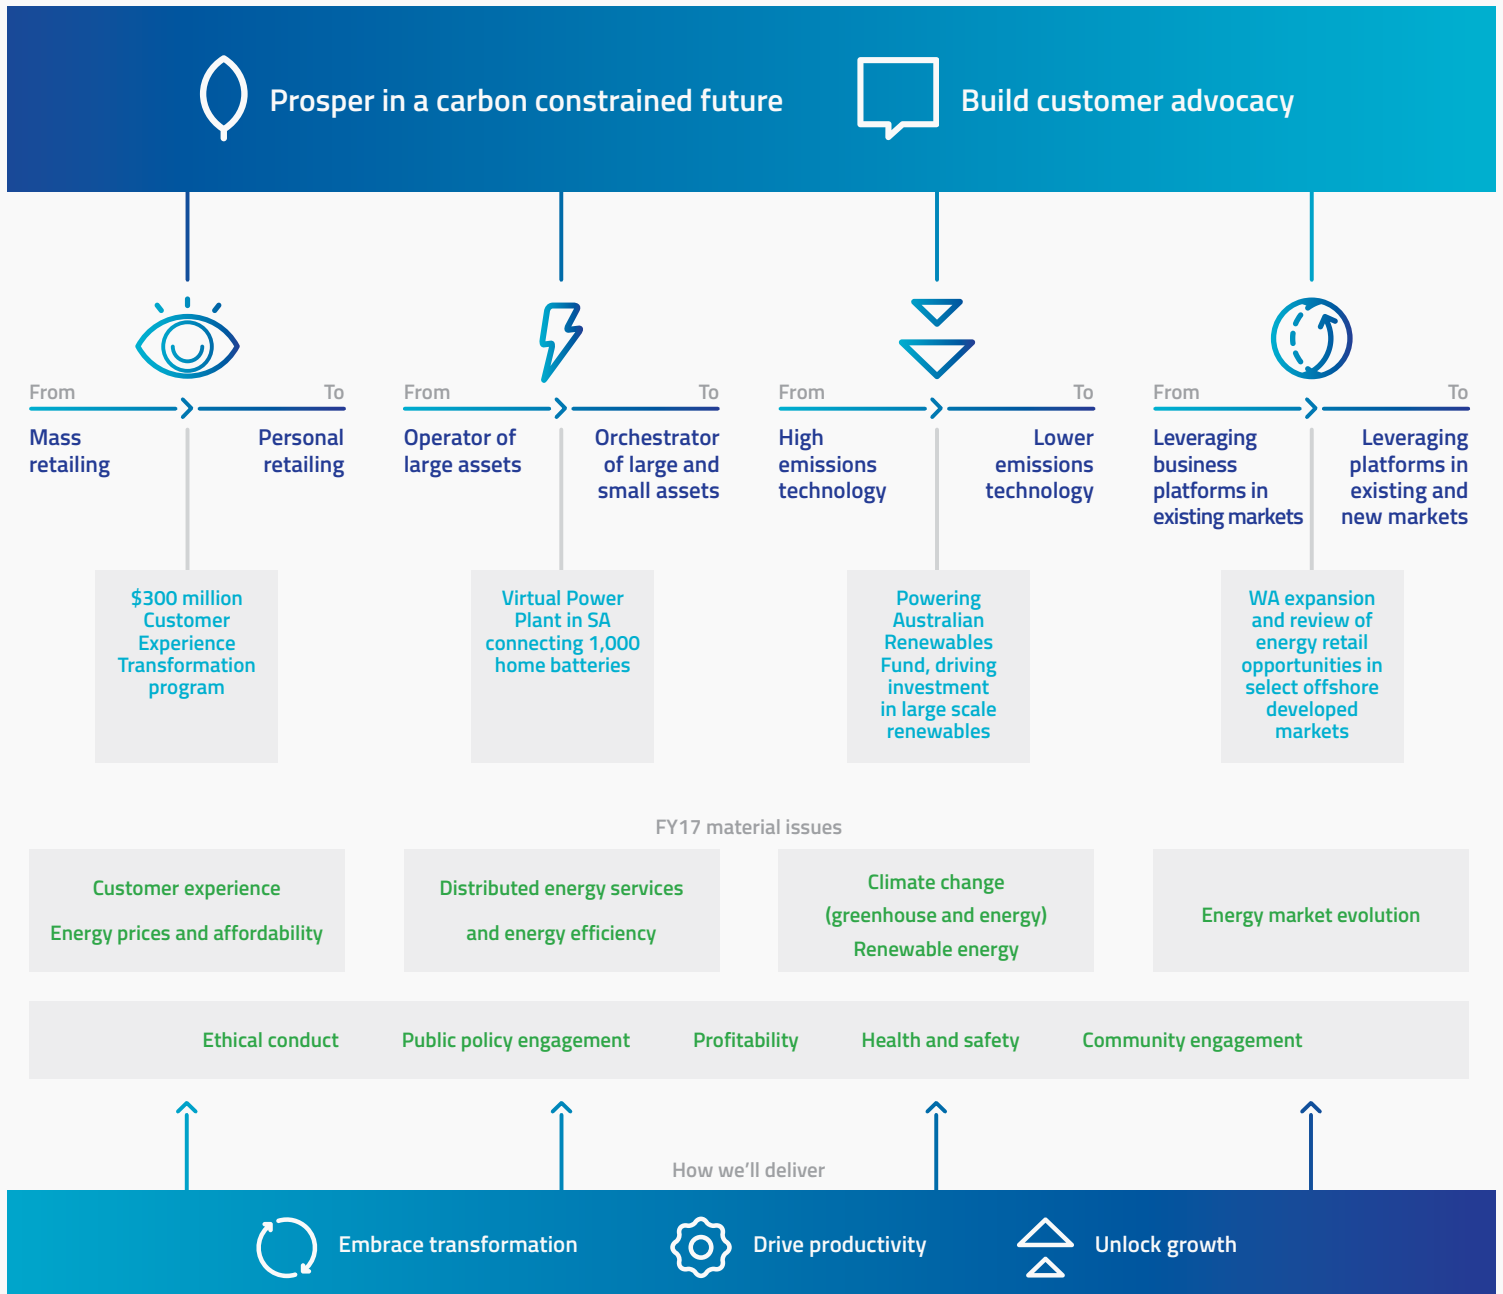 Prosper in a carbon constrained future
Build customer advocacy
From
To
Mass
retailing
Personal
retailing
From
To
Operator of
large assets
Orchestrator
of large and
small assets
From
To
High
emissions
technology
Lower
emissions
technology
From
To
Leveraging
business
platforms in
existing markets
Leveraging
platforms in
existing and
new markets
$300 million
Customer
Experience
Transformation
program
Virtual Power
Plant in SA
connecting 1,000
home batteries
Powering
Australian
Renewables
Fund, driving
investment
in large scale
renewables
WA expansion
and review of
energy retail
opportunities in
select offshore
developed
markets
FY17 material issues
Customer experience
Energy prices and affordability
Distributed energy services
and energy efficiency
Climate change
(greenhouse and energy)
Renewable energy
Energy market evolution
Ethical conduct
Public policy engagement
Profitability
Health and safety
Community engagement
How we'll deliver
Embrace transformation
Drive productivity
Unlock growth